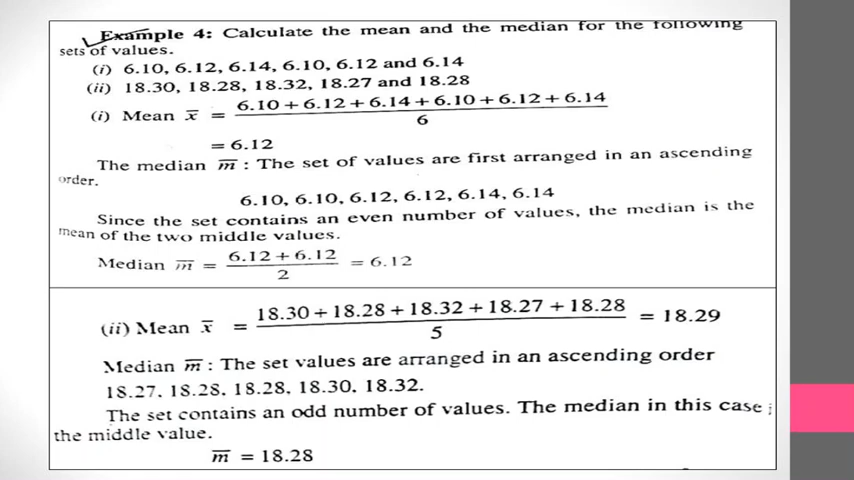 Example 4: Calculate the mean and the median for the following
sets of values.
(i) 6.10, 6.12, 6.14, 6.10, 6.12 and 6.14
(ii) 18.30, 18.28, 18.32, 18.27 and 18.28
(i) Mean x̅ = (6.10 + 6.12 + 6.14 + 6.10 + 6.12 + 6.14) / 6
= 6.12
The median m̅ : The set of values are first arranged in an ascending
order.
6.10, 6.10, 6.12, 6.12, 6.14, 6.14
Since the set contains an even number of values, the median is the
mean of the two middle values.
Median m̅ = (6.12 + 6.12) / 2 = 6.12
(ii) Mean x̅ = (18.30 + 18.28 + 18.32 + 18.27 + 18.28) / 5 = 18.29
Median m̅ : The set values are arranged in an ascending order
18.27, 18.28, 18.28, 18.30, 18.32.
The set contains an odd number of values. The median in this case
the middle value.
m̅ = 18.28